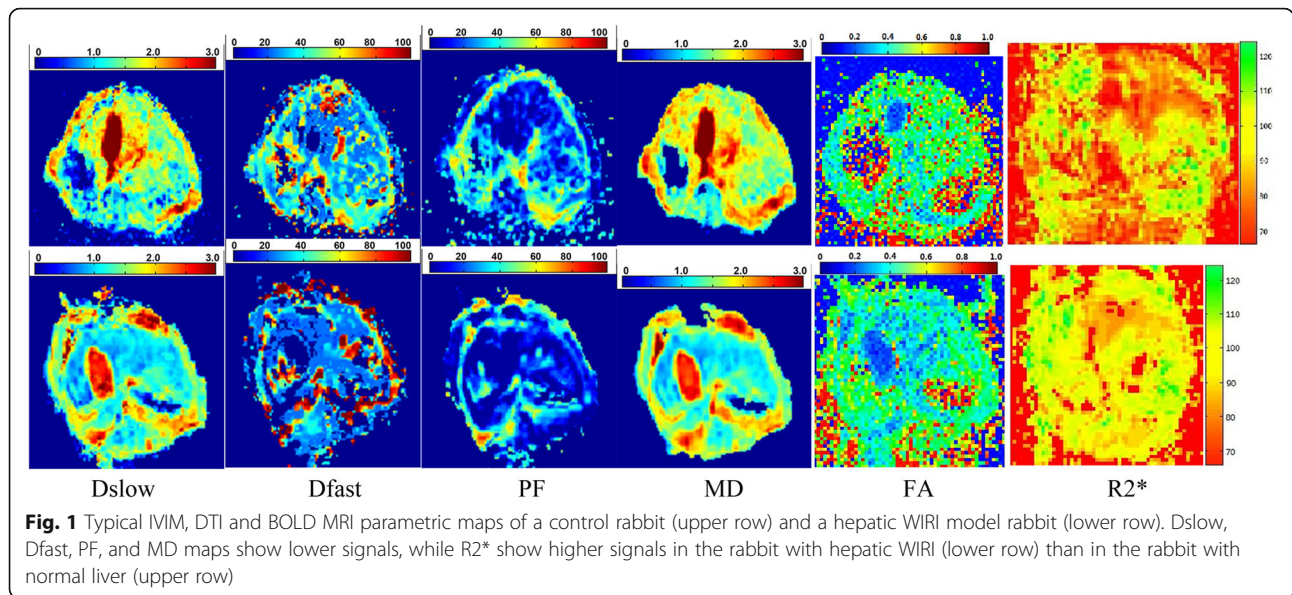 0 1.0 2.0 3.0
0 20 40 60 80 100
0 20 40 60 80 100
0 1.0 2.0 3.0
0 0.2 0.4 0.6 0.8 1.0
120
110
100
90
80
70
0 1.0 2.0 3.0
0 20 40 60 80 100
0 20 40 60 80 100
0 1.0 2.0 3.0
0 0.2 0.4 0.6 0.8 1.0
120
110
100
90
80
70
Dslow Dfast PF MD FA R2*
Fig. 1 Typical IVIM, DTI and BOLD MRI parametric maps of a control rabbit (upper row) and a hepatic WIRI model rabbit (lower row). Dslow,
Dfast, PF, and MD maps show lower signals, while R2* show higher signals in the rabbit with hepatic WIRI (lower row) than in the rabbit with
normal liver (upper row)